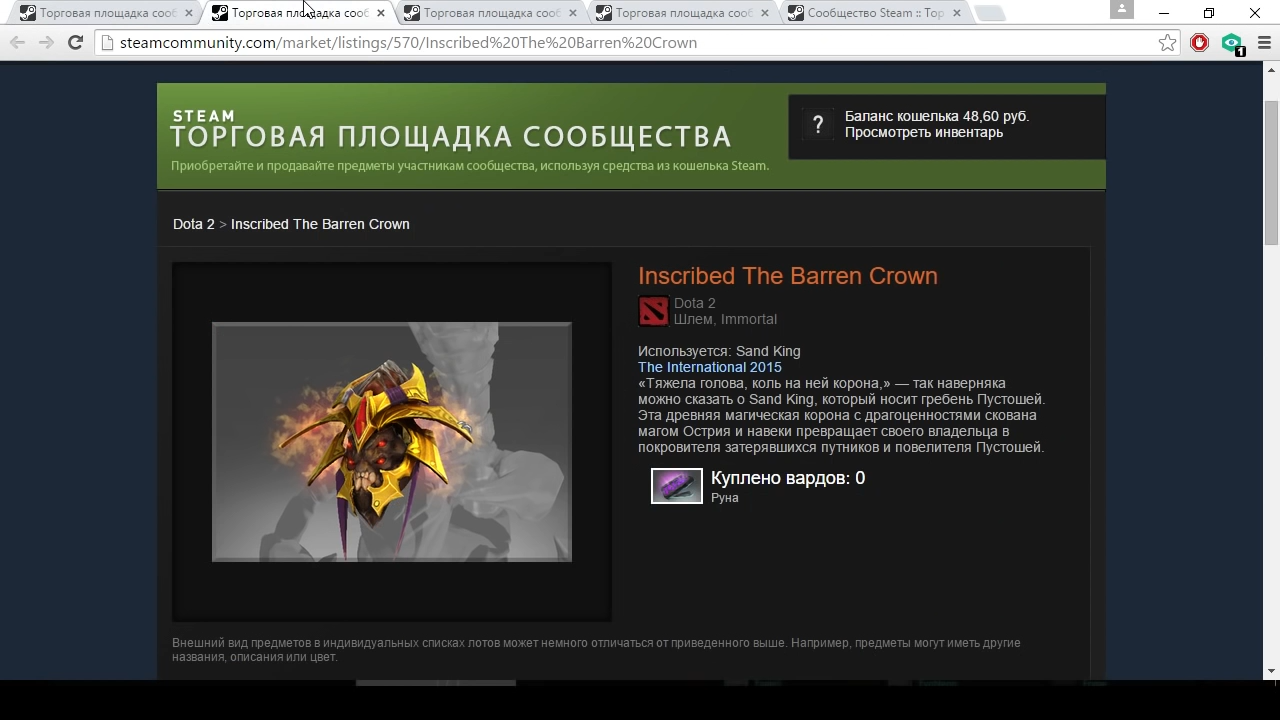 Торговая площадка сооб
Торговая площадка сооб
Торговая площадка сооб
Торговая площадка сооб
Сообщество Steam :: Тор
steamcommunity.com/market/listings/570/Inscribed%20The%20Barren%20Crown
1
STEAM
ТОРГОВАЯ ПЛОЩАДКА СООБЩЕСТВА
Приобретайте и продавайте предметы участникам сообщества, используя средства из кошелька Steam.
?
Баланс кошелька 48,60 руб.
Просмотреть инвентарь
Dota 2 > Inscribed The Barren Crown
Inscribed The Barren Crown
Dota 2
Шлем, Immortal
Используется: Sand King
The International 2015
«Тяжела голова, коль на ней корона,» — так наверняка
можно сказать о Sand King, который носит гребень Пустошей.
Эта древняя магическая корона с драгоценностями скована
магом Острия и навеки превращает своего владельца в
покровителя затерявшихся путников и повелителя Пустошей.
Куплено вардов: 0
Руна
Внешний вид предметов в индивидуальных списках лотов может немного отличаться от приведенного выше. Например, предметы могут иметь другие
названия, описания или цвет.